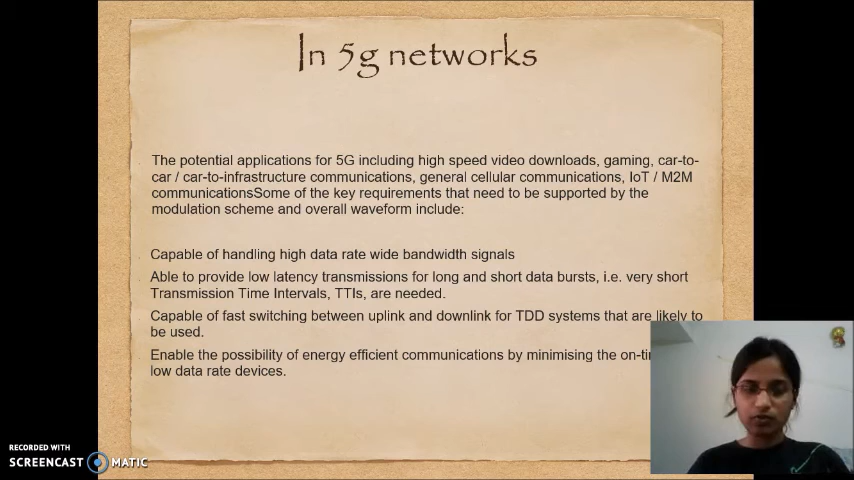 In 5g networks
The potential applications for 5G including high speed video downloads, gaming, car-to-
car / car-to-infrastructure communications, general cellular communications, IoT / M2M
communicationsSome of the key requirements that need to be supported by the
modulation scheme and overall waveform include:
Capable of handling high data rate wide bandwidth signals
Able to provide low latency transmissions for long and short data bursts, i.e. very short
Transmission Time Intervals, TTIs, are needed.
Capable of fast switching between uplink and downlink for TDD systems that are likely to
be used.
Enable the possibility of energy efficient communications by minimising the
low data rate devices.
RECORDED WITH
SCREENCAST MATIC